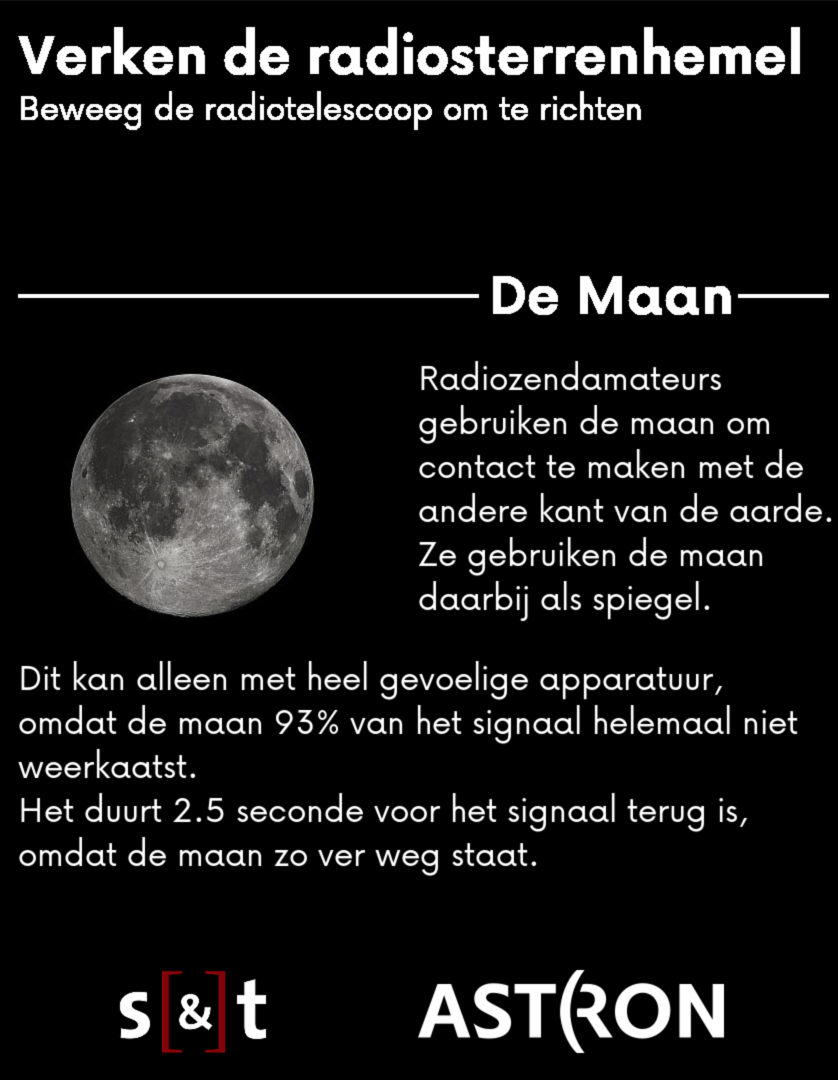 Verken de radiosterrenhemel
Beweeg de radiotelescoop om te richten
De Maan
Radiozendamateurs
gebruiken de maan om
contact te maken met de
andere kant van de aarde.
Ze gebruiken de maan
daarbij als spiegel.
Dit kan alleen met heel gevoelige apparatuur,
omdat de maan 93% van het signaal helemaal niet
weerkaatst.
Het duurt 2.5 seconde voor het signaal terug is,
omdat de maan zo ver weg staat.
s[&]t
ASTRON